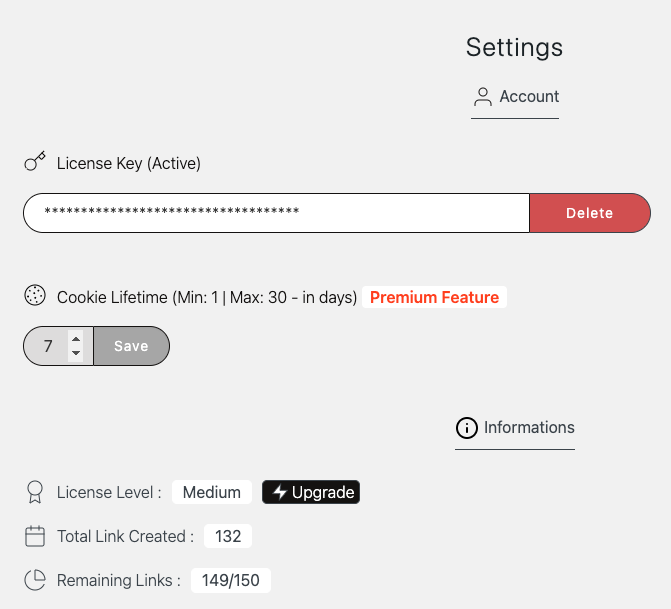 Settings
Account
License Key (Active)
***********************************
Delete
Cookie Lifetime (Min: 1 | Max: 30 - in days) Premium Feature
7
Save
Informations
License Level : Medium Upgrade
Total Link Created : 132
Remaining Links : 149/150